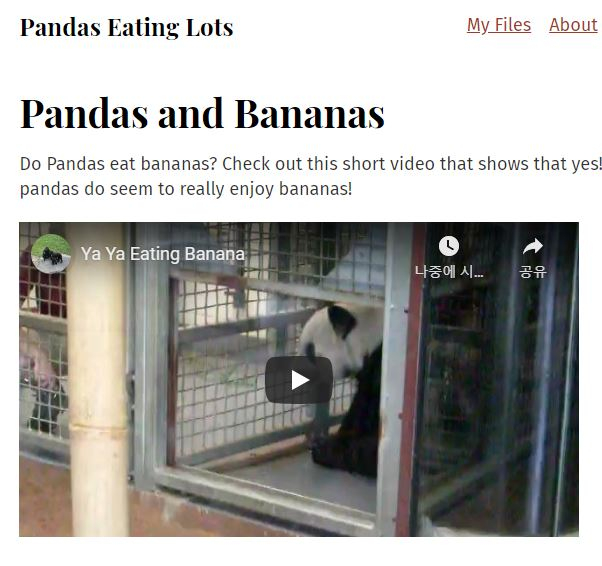 Pandas Eating Lots
My Files About
Pandas and Bananas
Do Pandas eat bananas? Check out this short video that shows that yes!
pandas do seem to really enjoy bananas!
Ya Ya Eating Banana
나중에 시...
공유